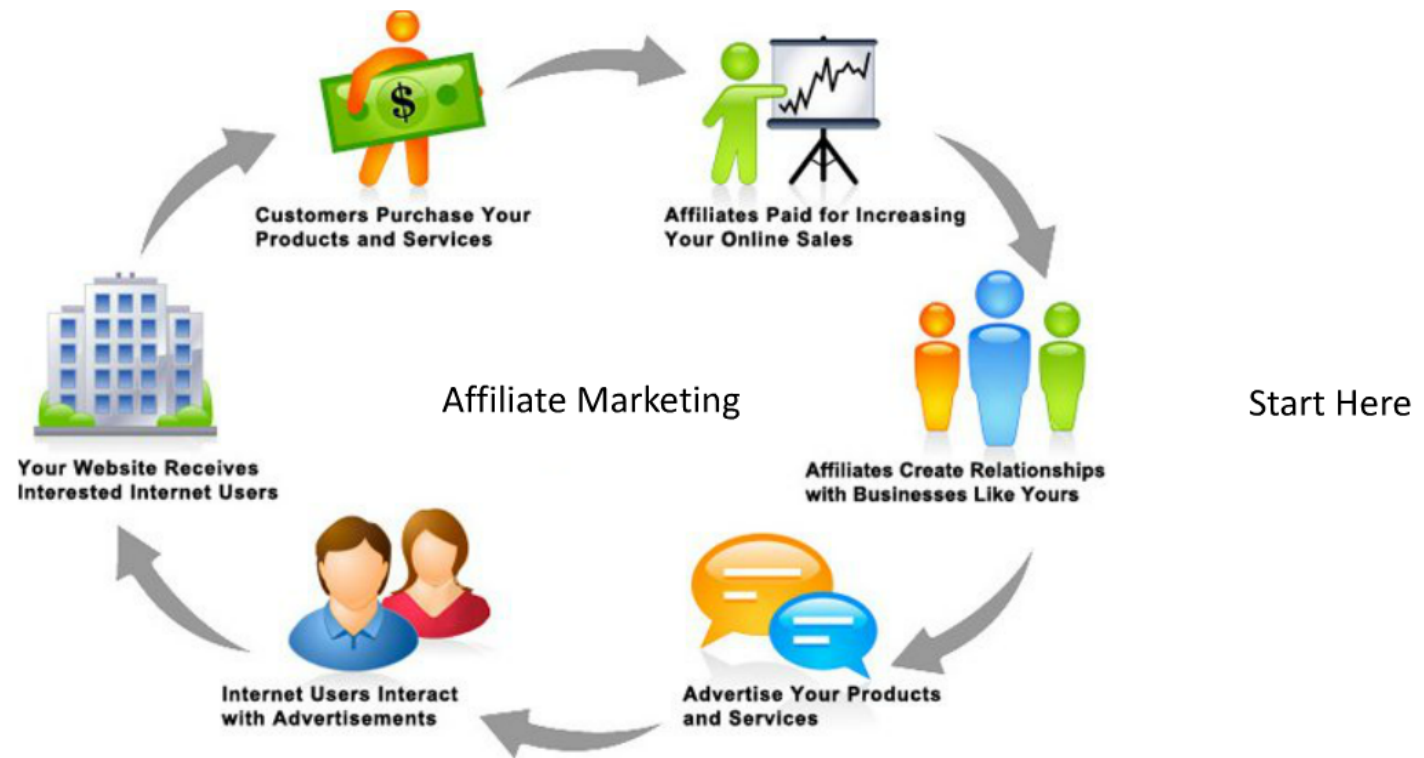 Customers Purchase Your
Products and Services
Affiliates Paid for Increasing
Your Online Sales
$
Affiliate Marketing
Start Here
Your Website Receives
Interested Internet Users
Affiliates Create Relationships
with Businesses Like Yours
Internet Users Interact
with Advertisements
Advertise Your Products
and Services